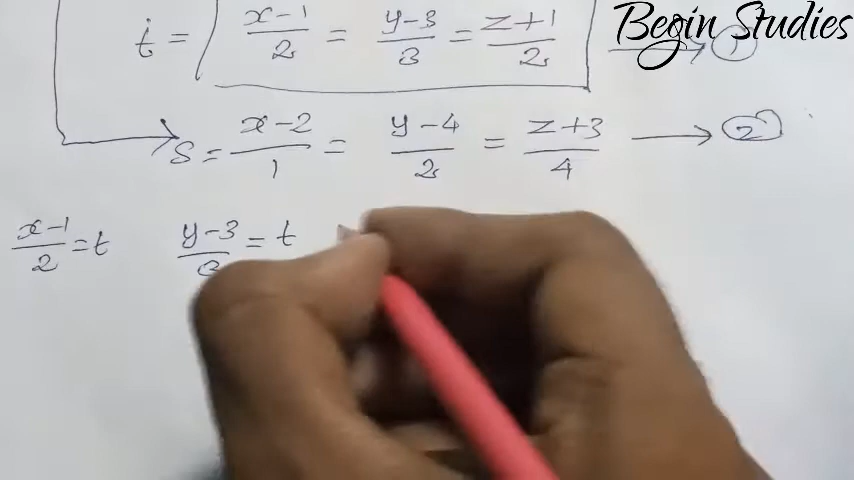 Begin Studies
t = x-1/2 = y-3/3 = z+1/2 → 1
S = x-2/1 = y-4/2 = z+3/4 → 2
x-1/2 = t y-3/3 = t